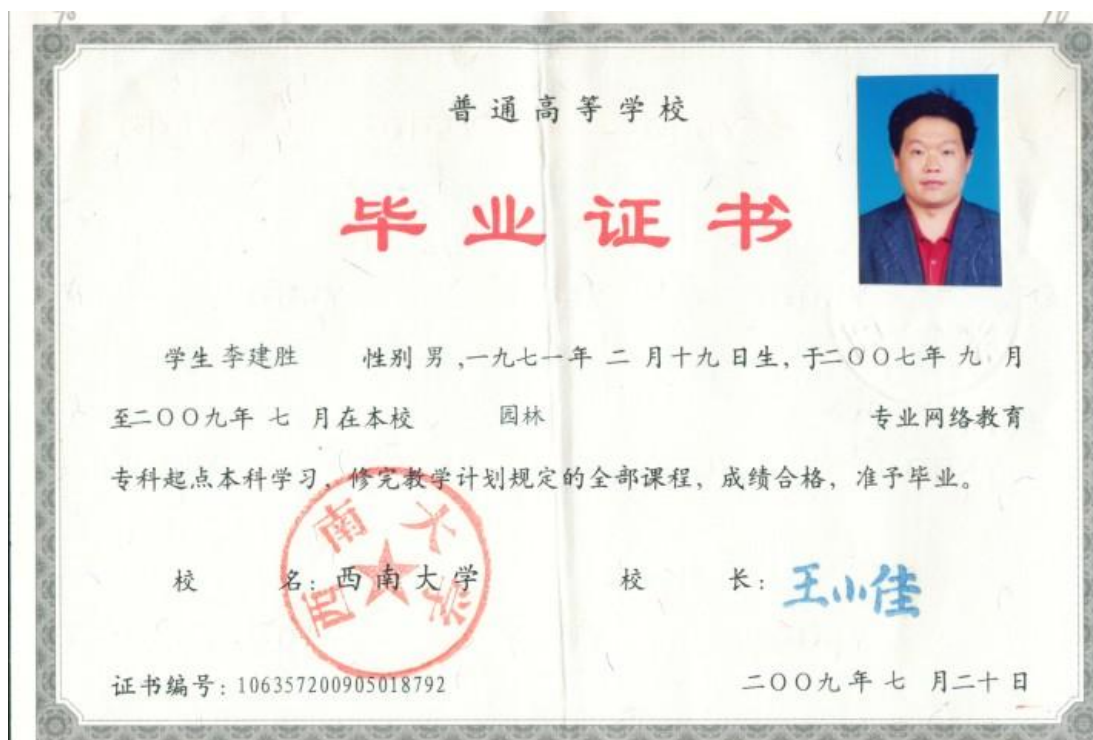 普通高等学校
毕业证书
学生 李建胜 性别 男 ,一九七一年 二 月十九 日生, 于二〇〇七年 九 月
至二〇〇九年 七 月在本校 园林 专业网络教育
专科起点本科学习, 修完教学计划规定的全部课程, 成绩合格, 准予毕业。
校 名: 西南大学 校 长: 王小佳
西南大学
证书编号: 106357200905018792 二〇〇九 年 七 月二十 日